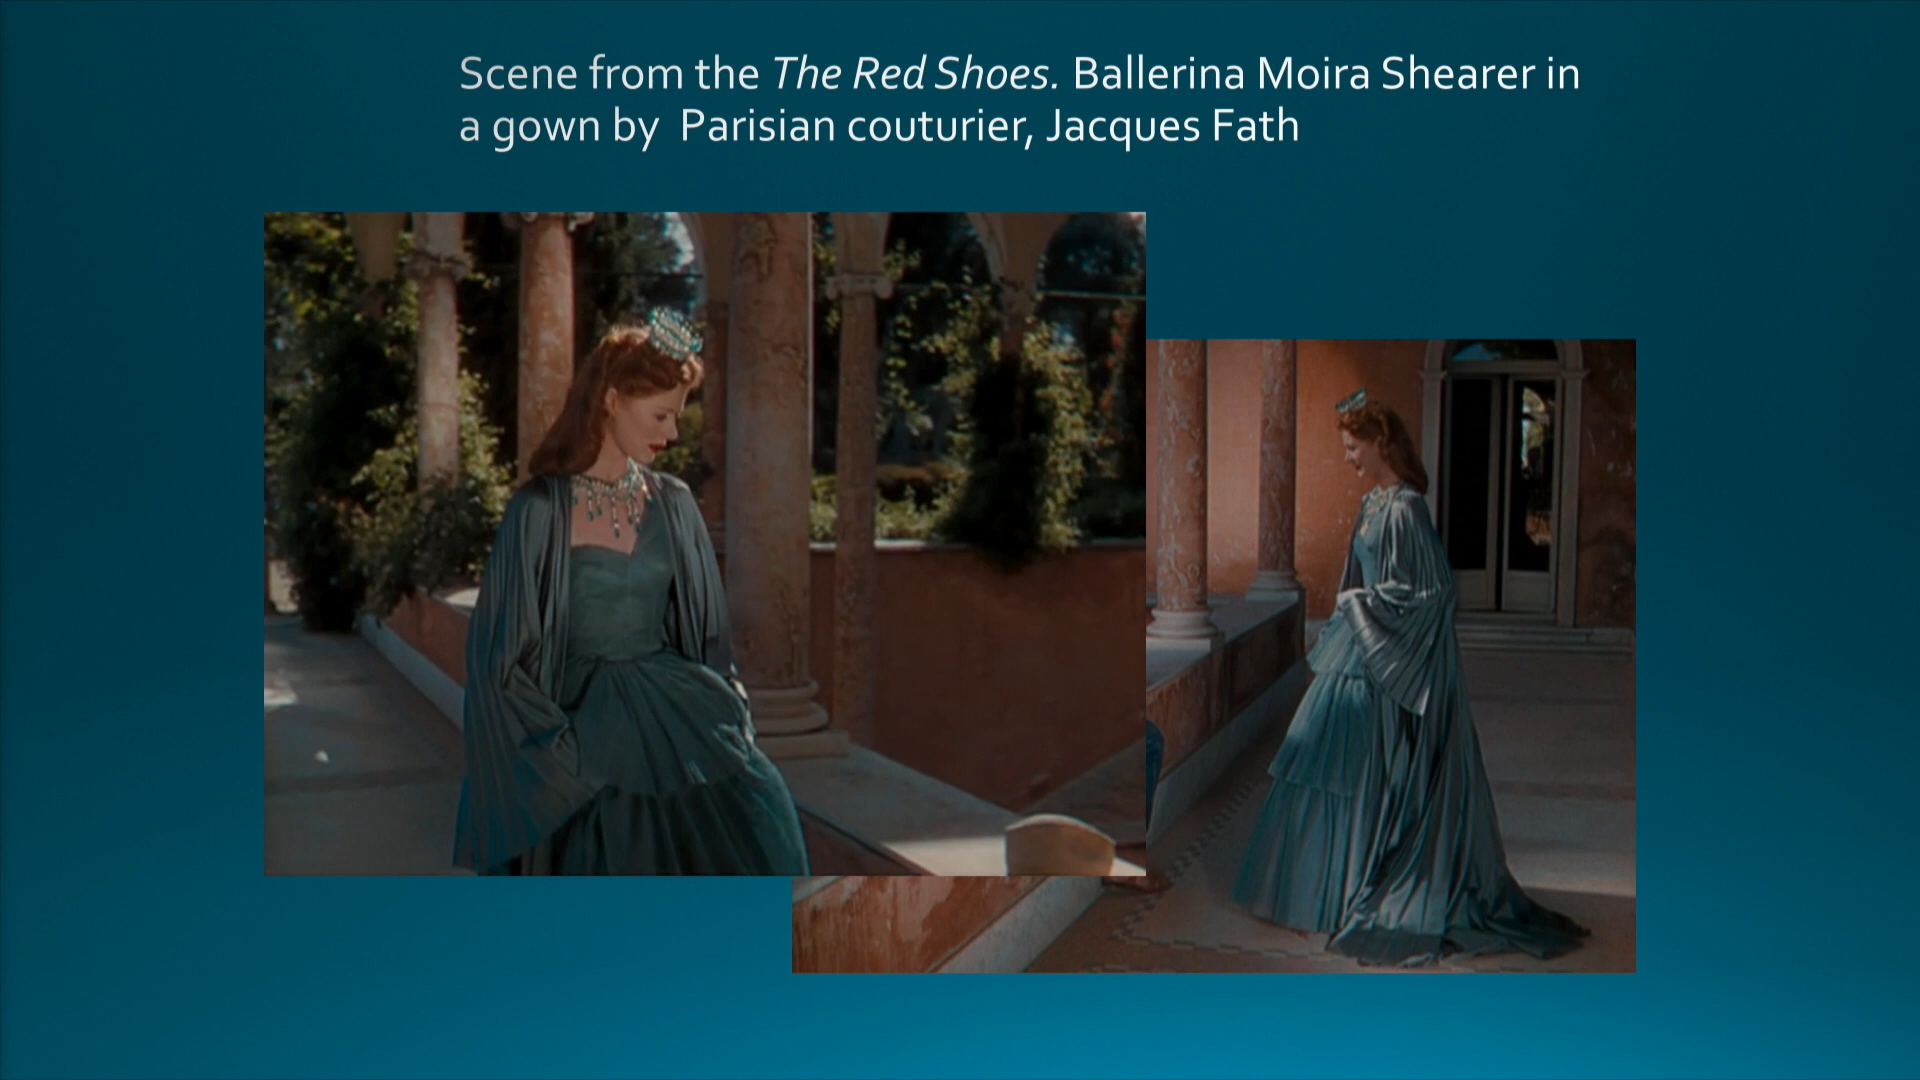 Scene from the The Red Shoes. Ballerina Moira Shearer in
a gown by  Parisian couturier, Jacques Fath